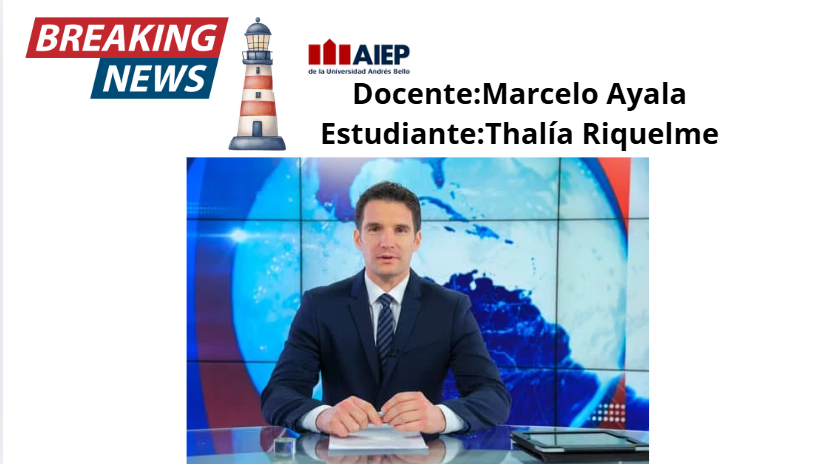 BREAKING
NEWS
AIEP
de la Universidad Andrés Bello
Docente:Marcelo Ayala
Estudiante:Thalía Riquelme